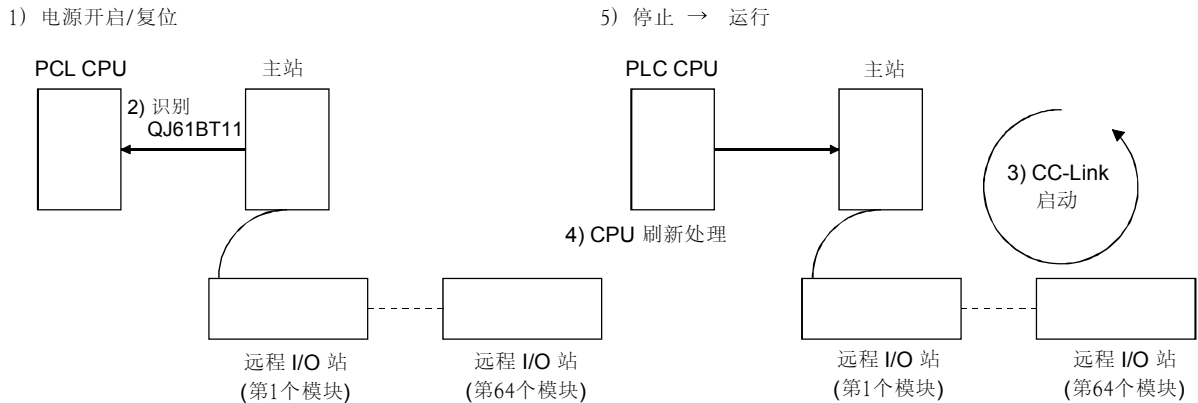 1) 电源开启/复位
PCL CPU
主站
2) 识别
QJ61BT11
远程 I/O 站
(第1个模块)
远程 I/O 站
(第64个模块)
5) 停止 → 运行
PLC CPU
主站
3) CC-Link
启动
4) CPU 刷新处理
远程 I/O 站
(第1个模块)
远程 I/O 站
(第64个模块)